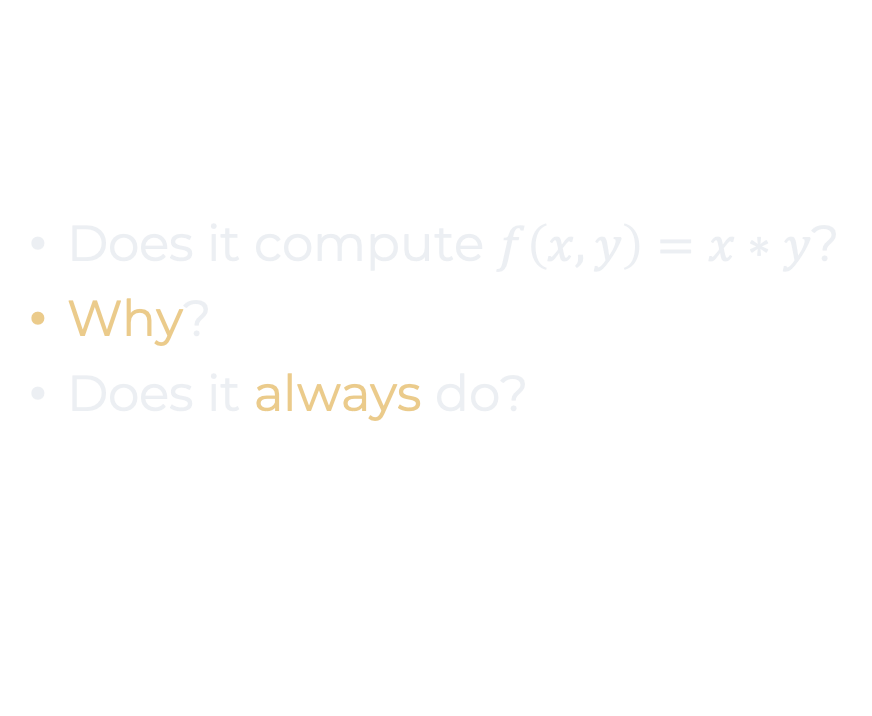 • Does it compute 𝑓(𝑥, 𝑦) = 𝑥 ∗ 𝑦?
• Why?
• Does it always do?